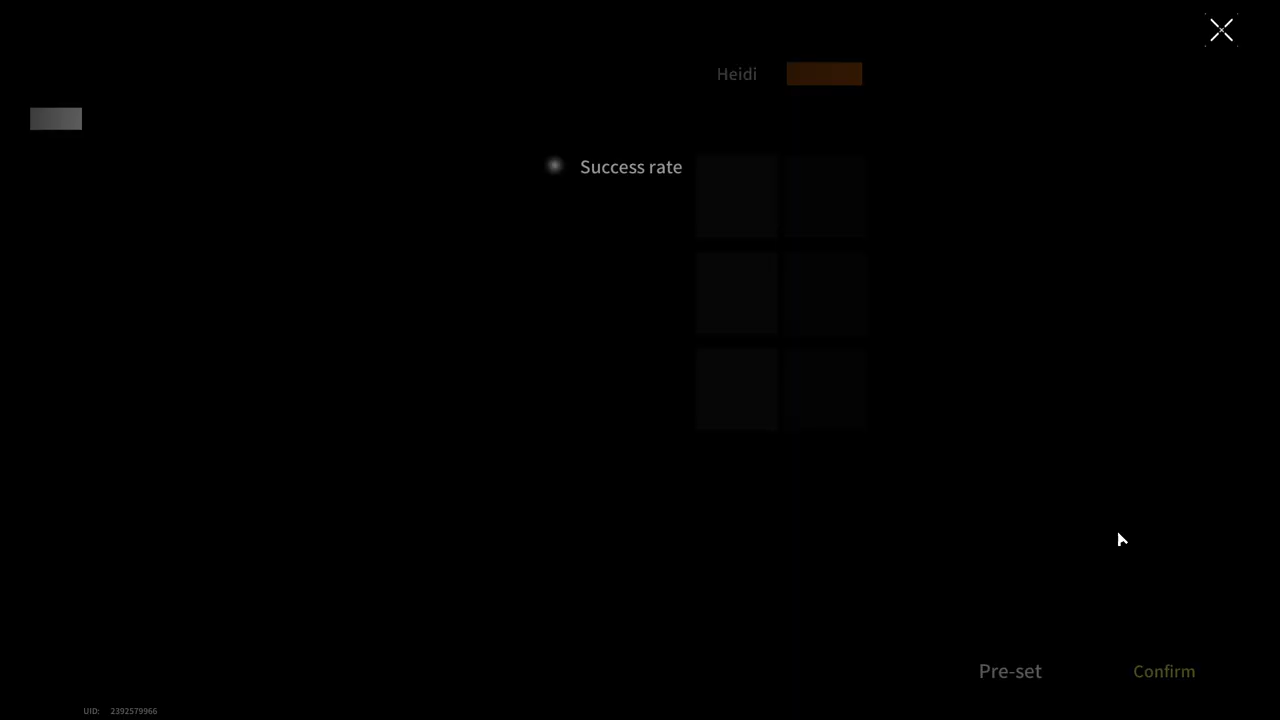 Heidi
Success rate
Pre-set
Confirm
UID: 2392579966